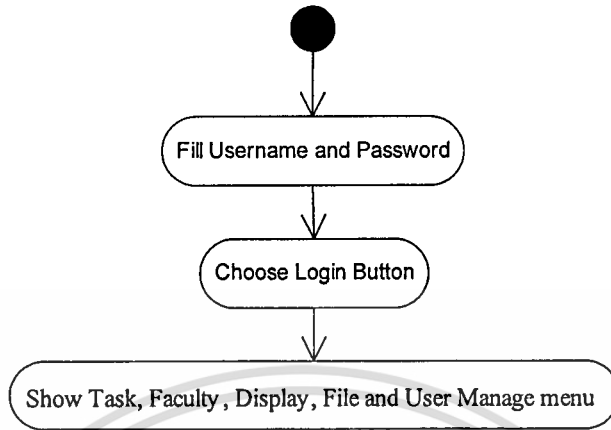 Fill Username and Password
Choose Login Button
Show Task, Faculty , Display , File and User Manage menu